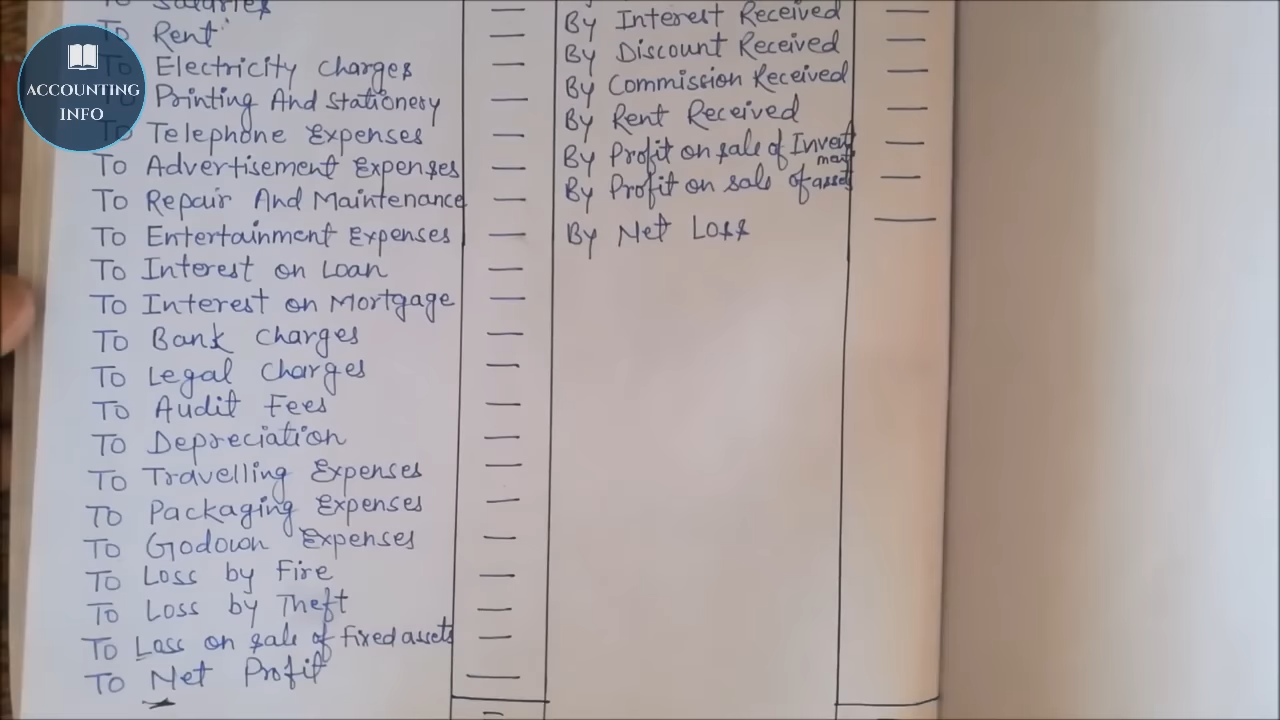 To Salaries
To Rent
To Electricity Charges
To Printing And Stationery
To Telephone Expenses
To Advertisement Expenses
To Repair And Maintenance
To Entertainment Expenses
To Interest on Loan
To Interest on Mortgage
To Bank Charges
To Legal Charges
To Audit Fees
To Depreciation
To Travelling Expenses
To Packaging Expenses
To Godown Expenses
To Loss by Fire
To Loss by Theft
To Loss on sale of fixed assets
To Net Profit
By Interest Received
By Discount Received
By Commission Received
By Rent Received
By Profit on sale of Invest
ment
By Profit on sale of asset
By Net Loss
ACCOUNTING
INFO